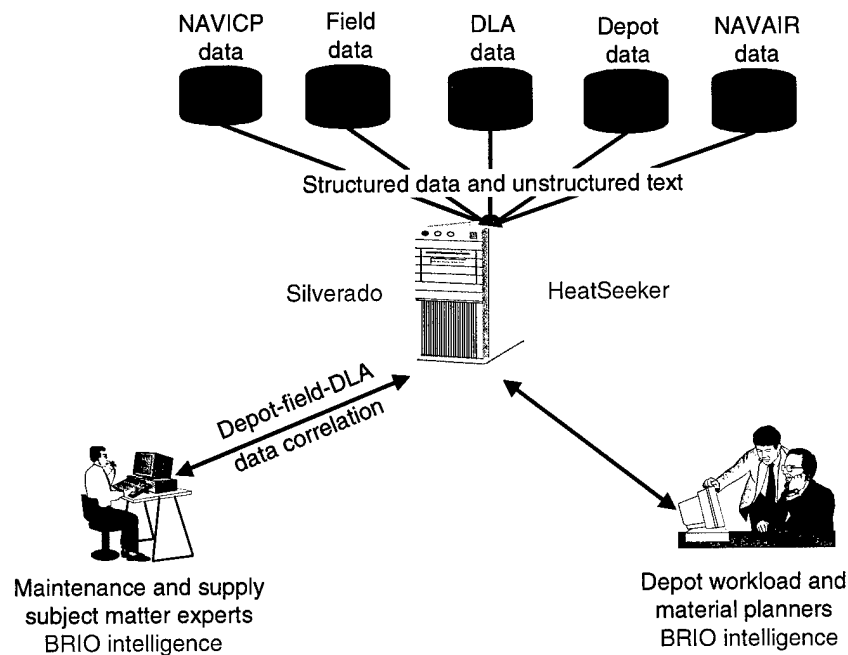 NAVICP
data
Field
data
DLA
data
Depot
data
NAVAIR
data
Structured data and unstructured text
Silverado
HeatSeeker
Depot-field-DLA
data correlation
Maintenance and supply
subject matter experts
BRIO intelligence
Depot workload and
material planners
BRIO intelligence